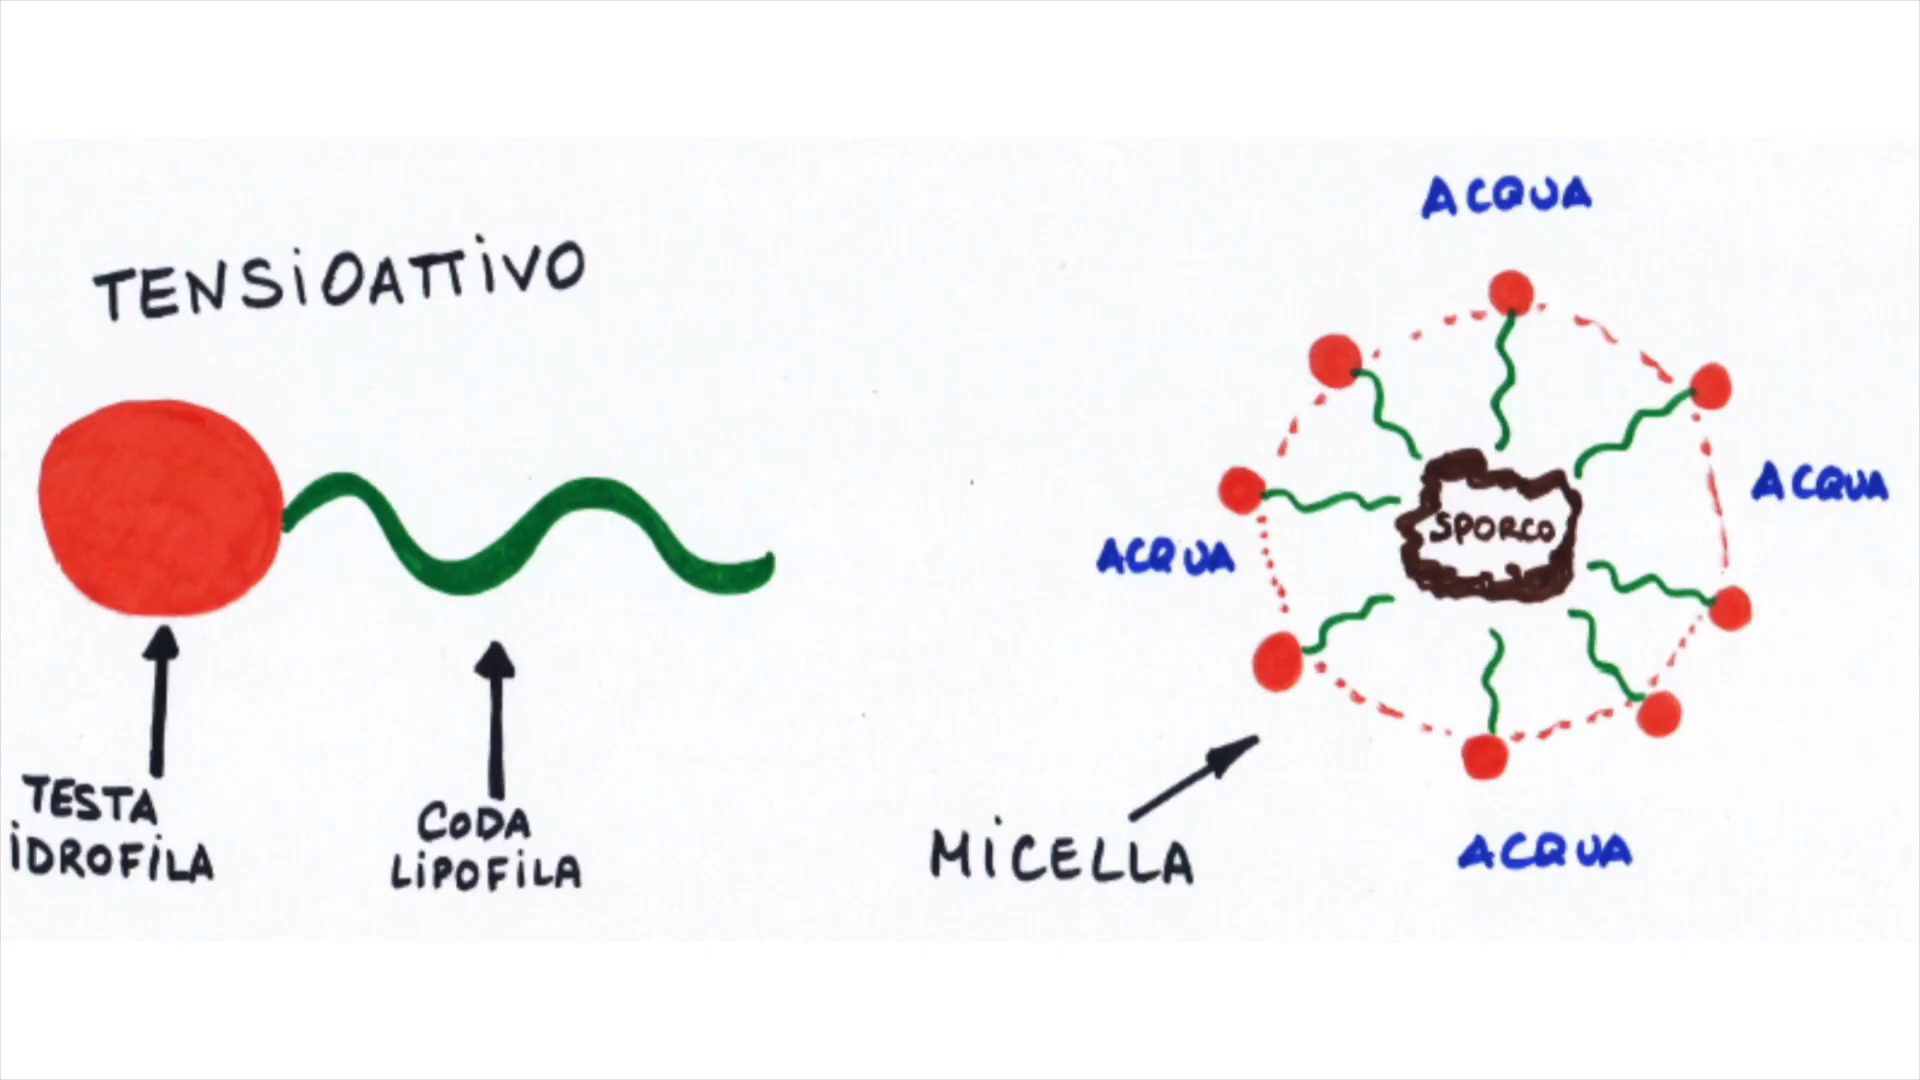 TENSiOATTiVO
TESTA
iDROFiLA
CODA
LiPOFiLA
ACQUA
ACQUA
ACQUA
SPORCO
MiCELLA
ACQUA